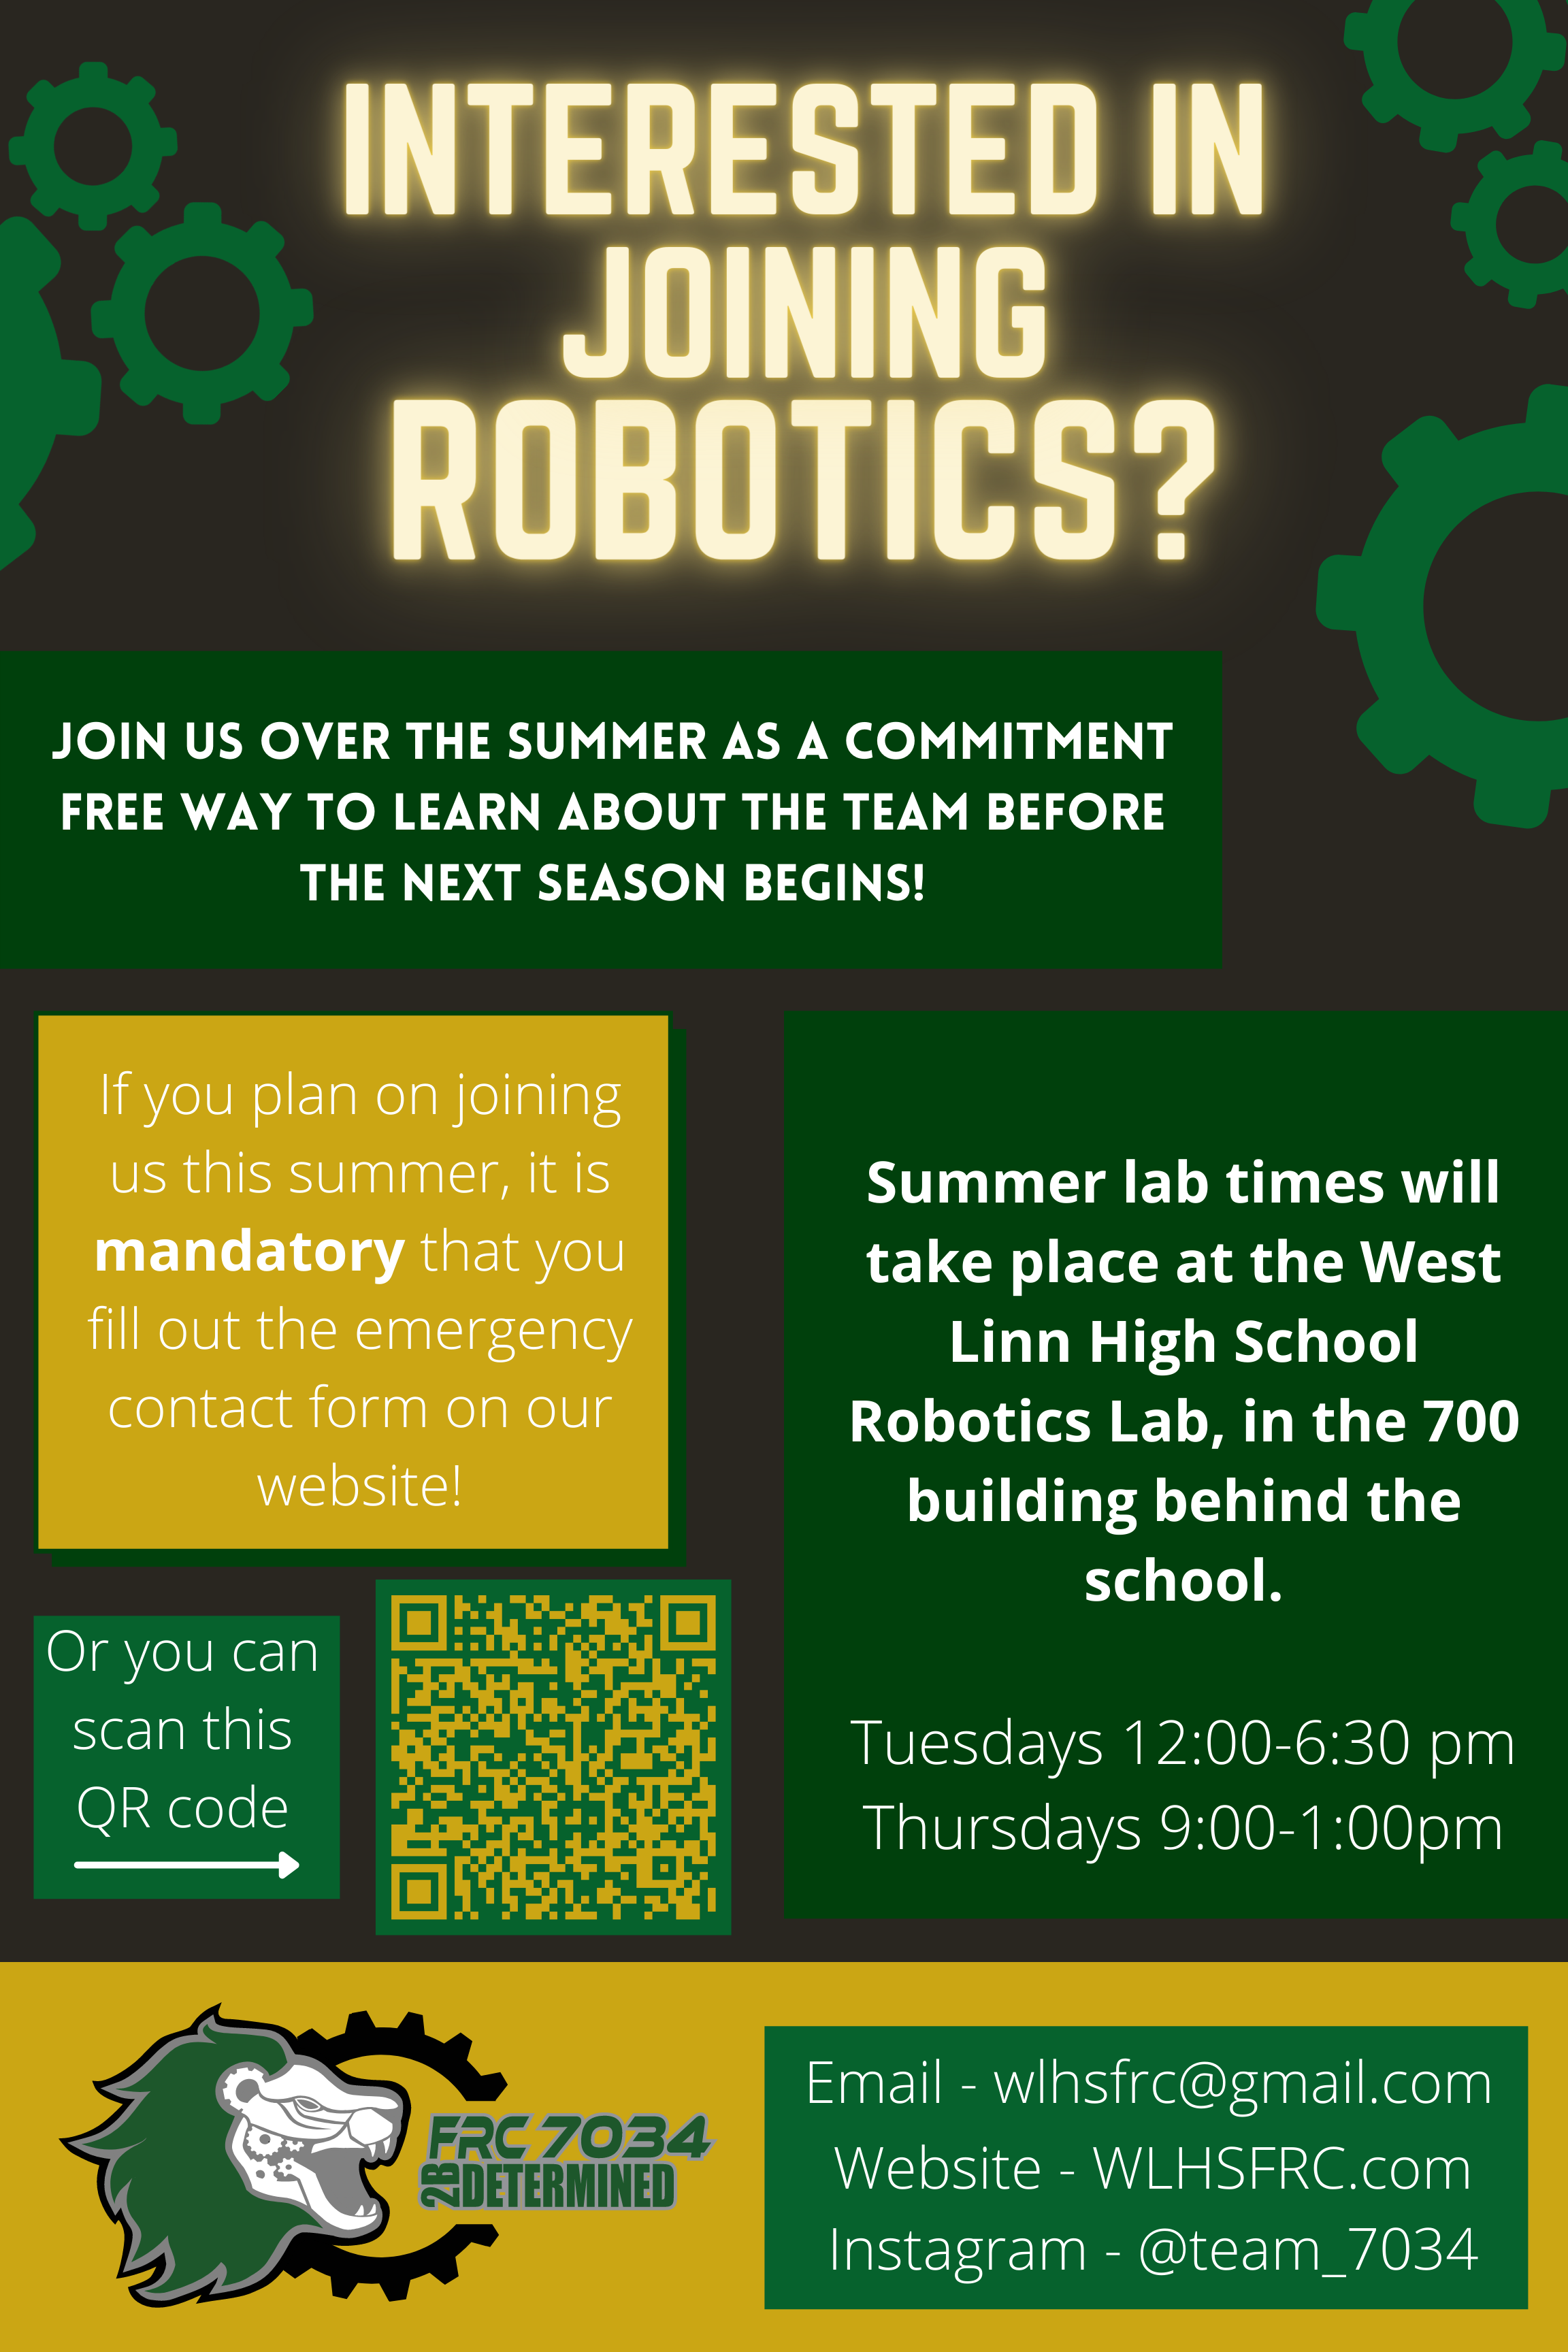 INTERESTED IN
JOINING
ROBOTICS?
JOIN US OVER THE SUMMER AS A COMMITMENT
FREE WAY TO LEARN ABOUT THE TEAM BEFORE
THE NEXT SEASON BEGINS!
If you plan on joining
us this summer, it is
mandatory that you
fill out the emergency
contact form on our
website!
Or you can
scan this
QR code
Summer lab times will
take place at the West
Linn High School
Robotics Lab, in the 700
building behind the
school.
Tuesdays 12:00-6:30 pm
Thursdays 9:00-1:00pm
FRC 7034
2B DETERMINED
Email - wlhsfrc@gmail.com
Website - WLHSFRC.com
Instagram - @team_7034